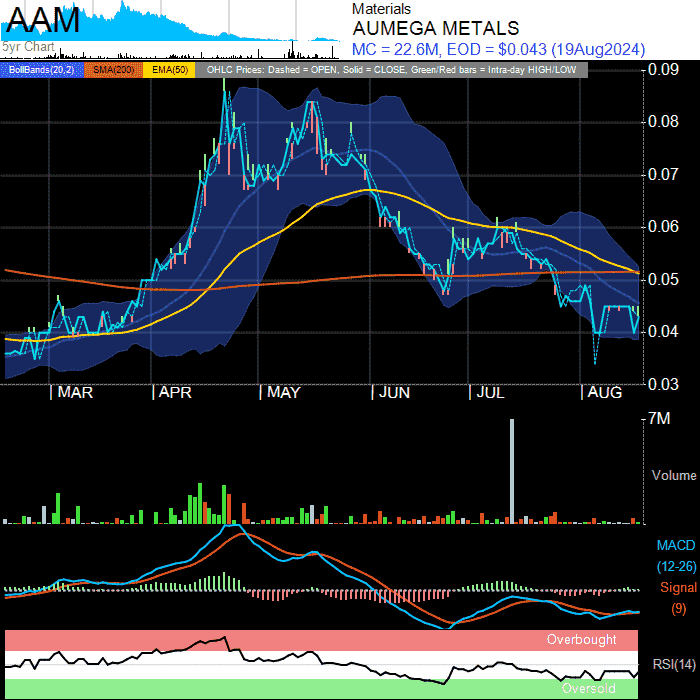 AAM
5yr Chart
Materials
AUMEGA METALS
MC = 22.6M, EOD = $0.043 (19Aug2024)
BollBands(20,2) SMA(200) EMA(50) OHLC Prices: Dashed = OPEN, Solid = CLOSE, Green/Red bars = Intra-day HIGH/LOW
0.09
0.08
0.07
0.06
0.05
0.04
0.03
MAR APR MAY JUN JUL AUG
7M
Volume
MACD
(12-26)
Signal
(9)
Overbought
RSI(14)
Oversold